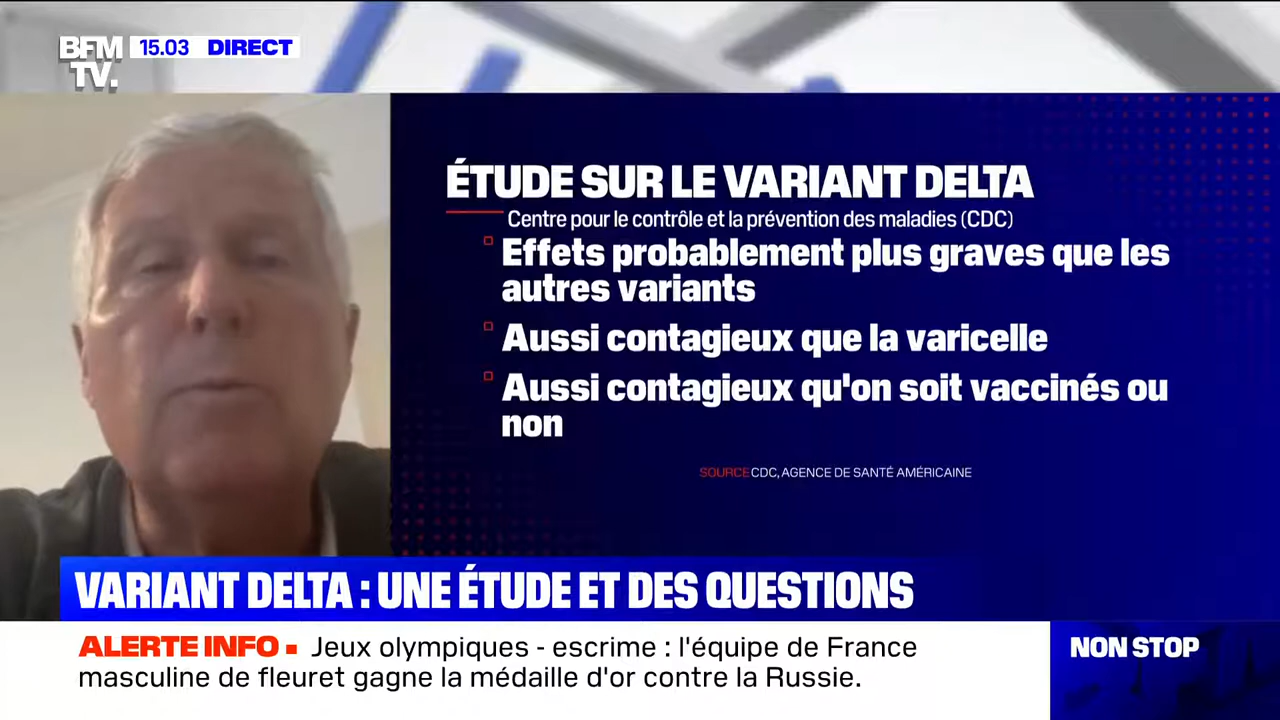 BFM
TV.
15.03 DIRECT
ÉTUDE SUR LE VARIANT DELTA
Centre pour le contrôle et la prévention des maladies (CDC)
Effets probablement plus graves que les
autres variants
Aussi contagieux que la varicelle
Aussi contagieux qu'on soit vaccinés ou
non
SOURCE CDC, AGENCE DE SANTÉ AMÉRICAINE
VARIANT DELTA : UNE ÉTUDE ET DES QUESTIONS
ALERTE INFO Jeux olympiques - escrime : l'équipe de France
masculine de fleuret gagne la médaille d'or contre la Russie.
NON STOP